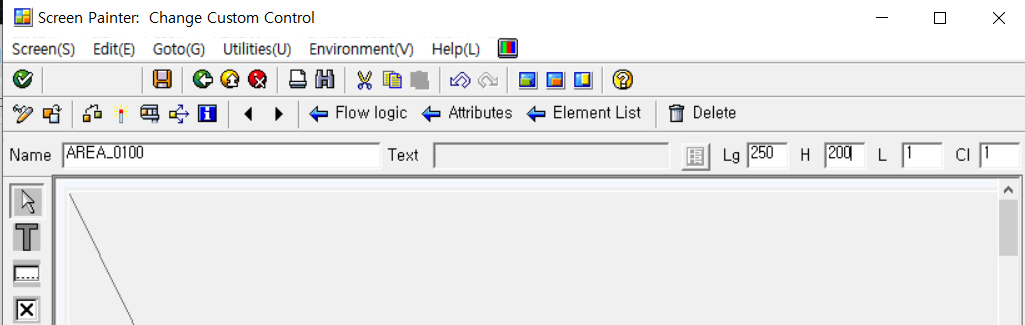 Screen Painter: Change Custom Control
Screen(S) Edit(E) Goto(G) Utilities(U) Environment(V) Help(L)
Flow logic Attributes Element List Delete
Name AREA_0100 Text Lg 250 H 200 L 1 Cl 1
T